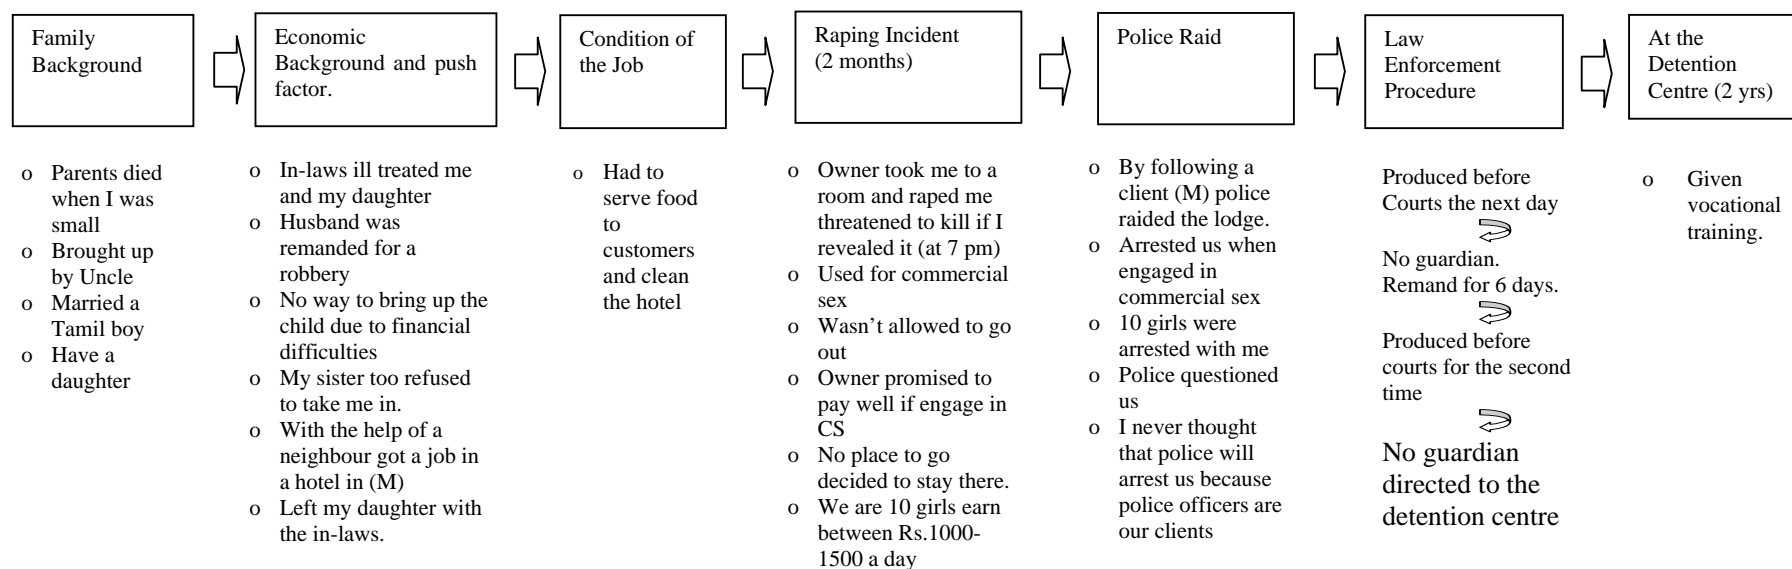 Family
Background
Economic
Background and push
factor.
Condition of
the Job
Raping Incident
(2 months)
Police Raid
Law
Enforcement
Procedure
At the
Detention
Centre (2 yrs)
o Parents died
when I was
small
o Brought up
by Uncle
o Married a
Tamil boy
o Have a
daughter
o In-laws ill treated me
and my daughter
o Husband was
remanded for a
robbery
o No way to bring up the
child due to financial
difficulties
o My sister too refused
to take me in.
o With the help of a
neighbour got a job in
a hotel in (M)
o Left my daughter with
the in-laws.
o Had to
serve food
to
customers
and clean
the hotel
o Owner took me to a
room and raped me
threatened to kill if I
revealed it (at 7 pm)
o Used for commercial
sex
o Wasn't allowed to go
out
o Owner promised to
pay well if engage in
CS
o No place to go
decided to stay there.
o We are 10 girls earn
between Rs.1000-
1500 a day
o By following a
client (M) police
raided the lodge.
o Arrested us when
engaged in
commercial sex
o 10 girls were
arrested with me
o Police questioned
us
o I never thought
that police will
arrest us because
police officers are
our clients
Produced before
Courts the next day
No guardian.
Remand for 6 days.
Produced before
courts for the second
time
No guardian
directed to the
detention centre
o Given
vocational
training.